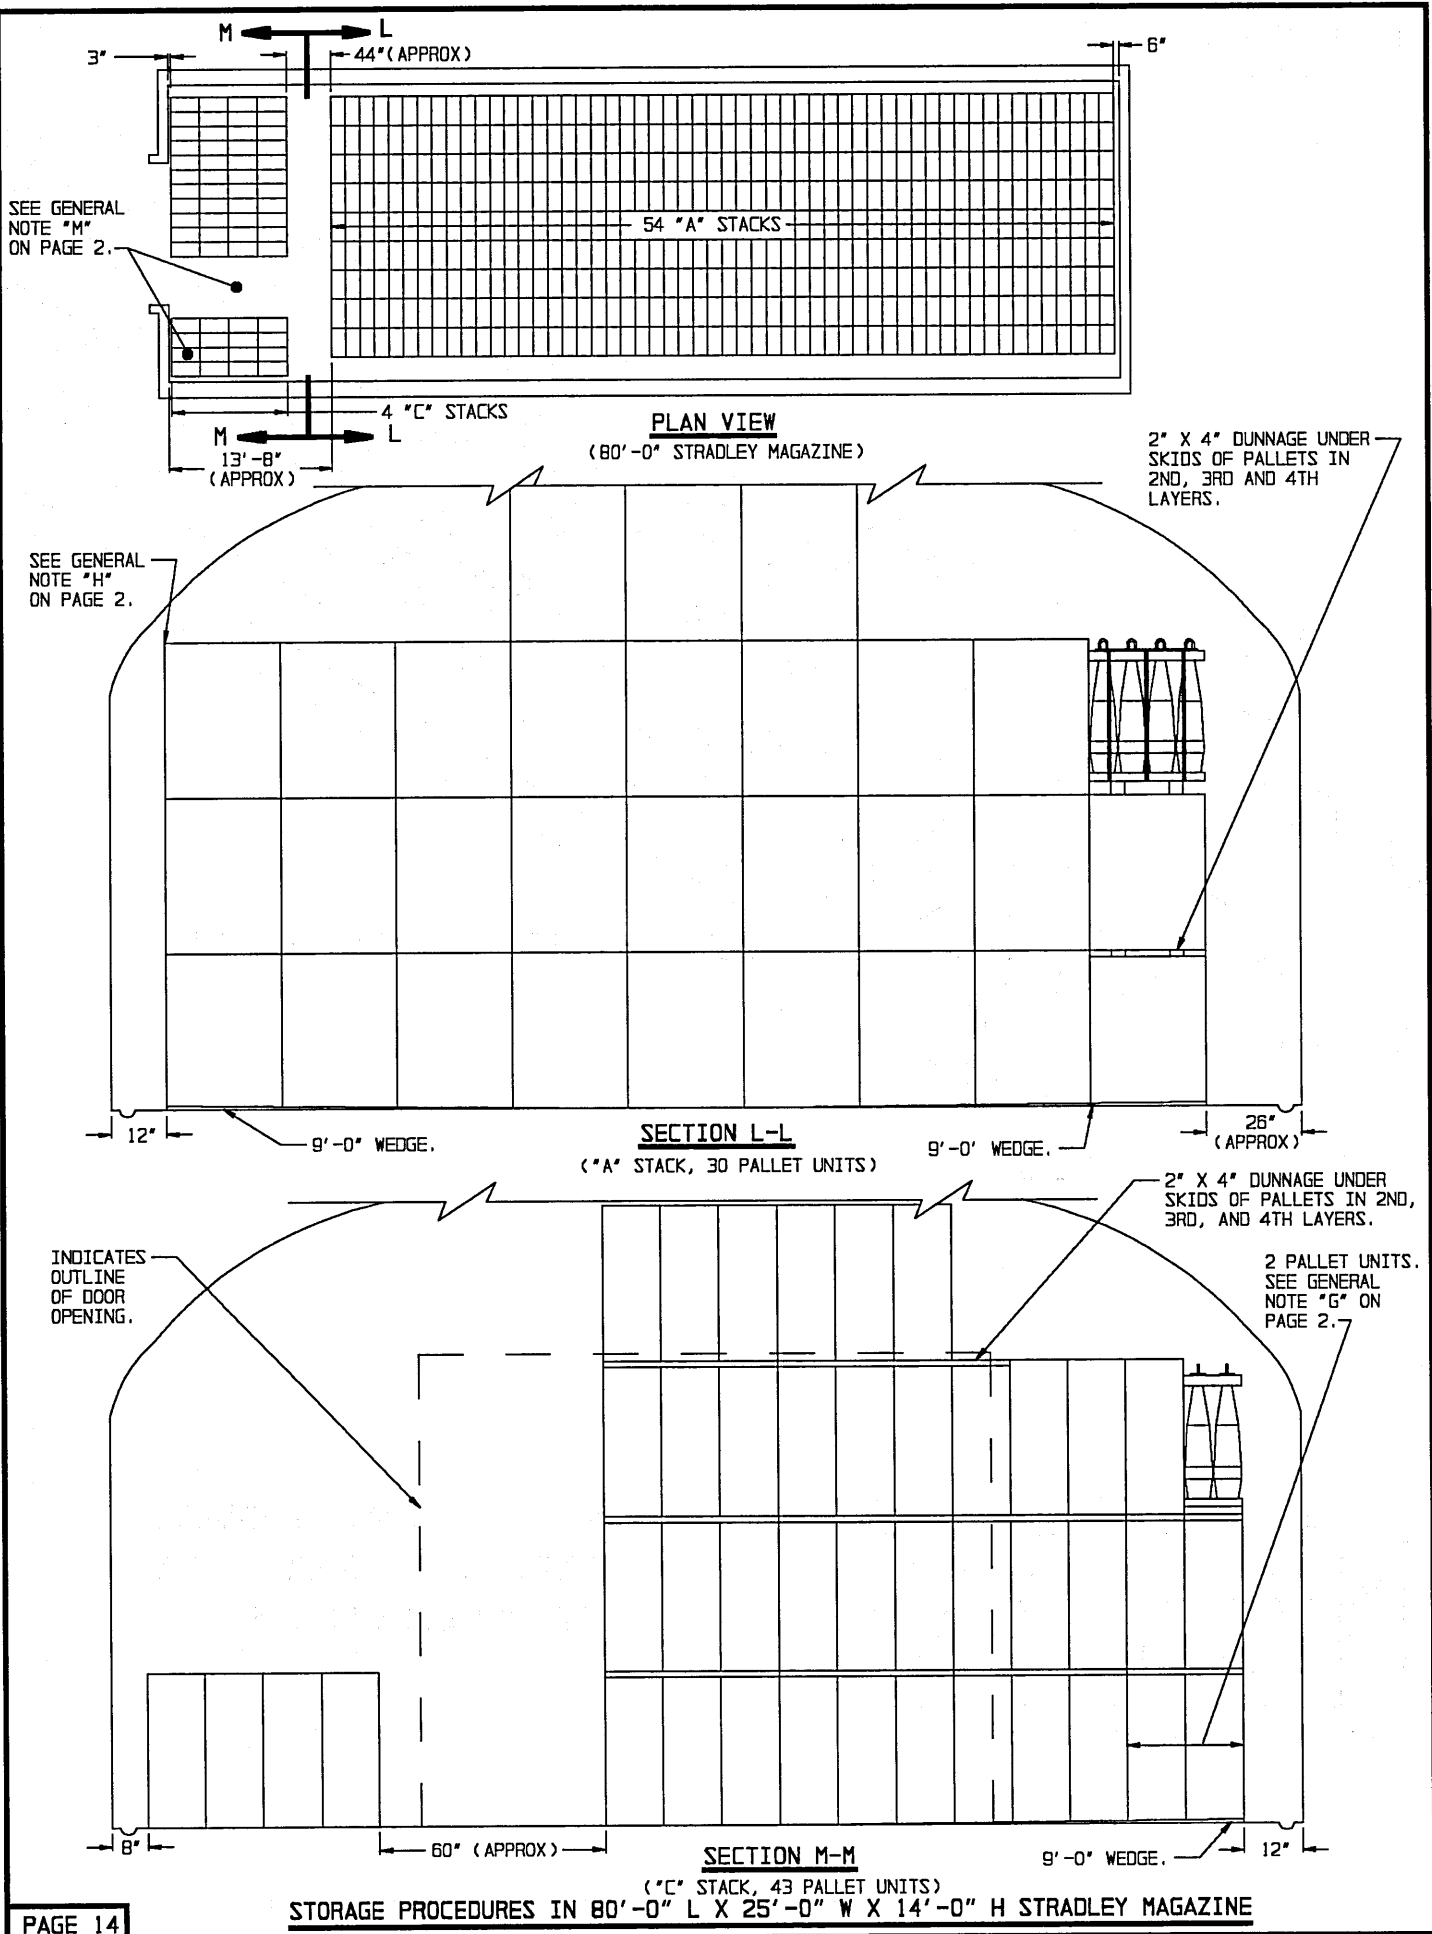 M L
3" 44"(APPROX) 6"
SEE GENERAL
NOTE "M"
ON PAGE 2.
54 "A" STACKS
4 "C" STACKS
M L
13'-8"
(APPROX)
PLAN VIEW
(80'-0" STRADLEY MAGAZINE)
2" X 4" DUNNAGE UNDER
SKIDS OF PALLETS IN
2ND, 3RD AND 4TH
LAYERS.
SEE GENERAL
NOTE "H"
ON PAGE 2.
12"
9'-0" WEDGE.
SECTION L-L
("A" STACK, 30 PALLET UNITS)
9'-0' WEDGE.
26"
(APPROX)
2" X 4" DUNNAGE UNDER
SKIDS OF PALLETS IN 2ND,
3RD, AND 4TH LAYERS.
INDICATES
OUTLINE
OF DOOR
OPENING.
2 PALLET UNITS.
SEE GENERAL
NOTE "G" ON
PAGE 2.
8"
60" (APPROX)
SECTION M-M
("C" STACK, 43 PALLET UNITS)
9'-0" WEDGE.
12"
STORAGE PROCEDURES IN 80'-0" L X 25'-0" W X 14'-0" H STRADLEY MAGAZINE
PAGE 14